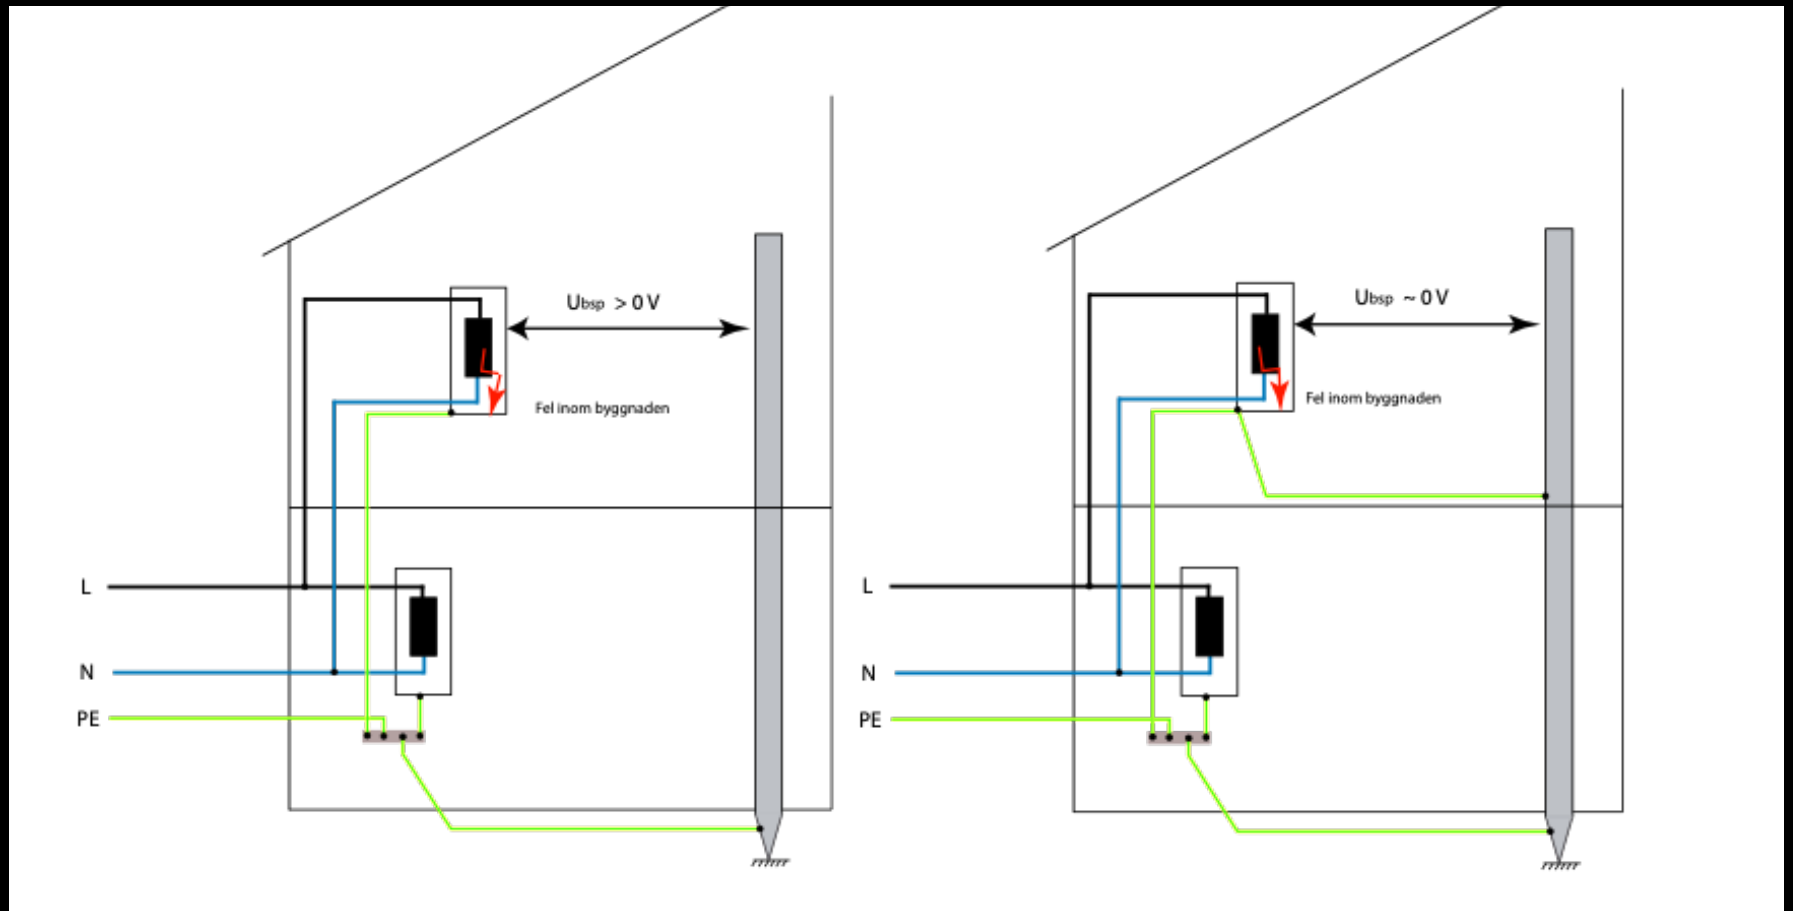 Ubsp > 0 V
Fel inom byggnaden
L
N
PE
Ubsp ~ 0 V
Fel inom byggnaden
L
N
PE